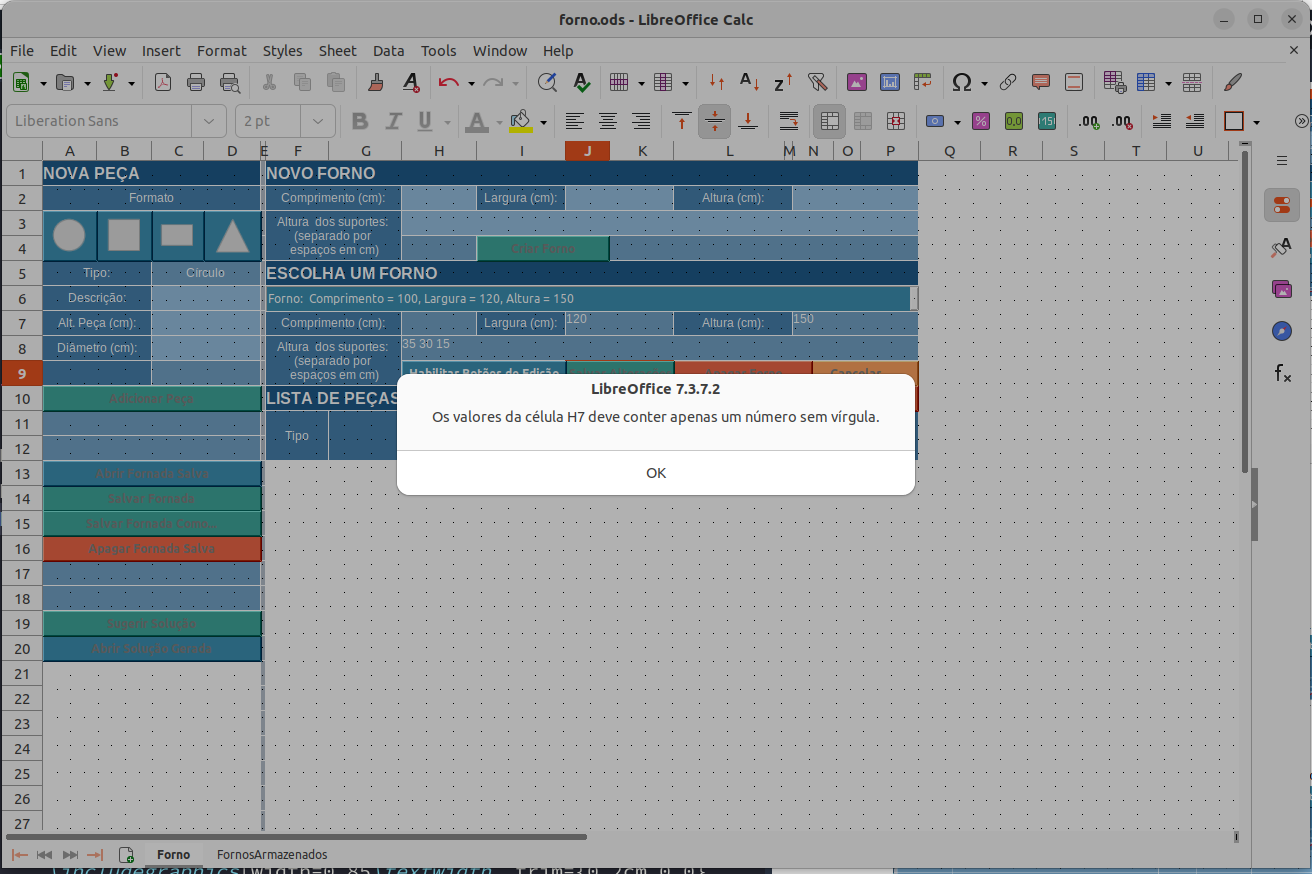 forno.ods - LibreOffice Calc
File Edit View Insert Format Styles Sheet Data Tools Window Help
Liberation Sans 2 pt
A B C D E F G H I J K L M N O P Q R S T U
1 NOVA PEÇA NOVO FORNO
2 Formato Comprimento (cm): Largura (cm): Altura (cm):
3 Altura dos suportes:
(separado por
4 espaços em cm) Criar Forno
5 Tipo: Círculo ESCOLHA UM FORNO
6 Descrição: Forno: Comprimento = 100, Largura = 120, Altura = 150
7 Alt. Peça (cm): Comprimento (cm): Largura (cm): 120 Altura (cm): 150
8 Diâmetro (cm): Altura dos suportes: 35 30 15
(separado por
9 espaços em cm) Habilitar Botões de Edição Cancelar
10 Adicionar Peça LISTA DE PEÇAS
11
Tipo
12
13 Abrir Fornada Salva
14 Salvar Fornada
15 Salvar Fornada Como...
16 Apagar Fornada Salva
17
18
19 Sugerir Solução
20 Abrir Solução Gerada
21
22
23
24
25
26
27
LibreOffice 7.3.7.2
Os valores da célula H7 deve conter apenas um número sem vírgula.
OK
Forno FornosArmazenados